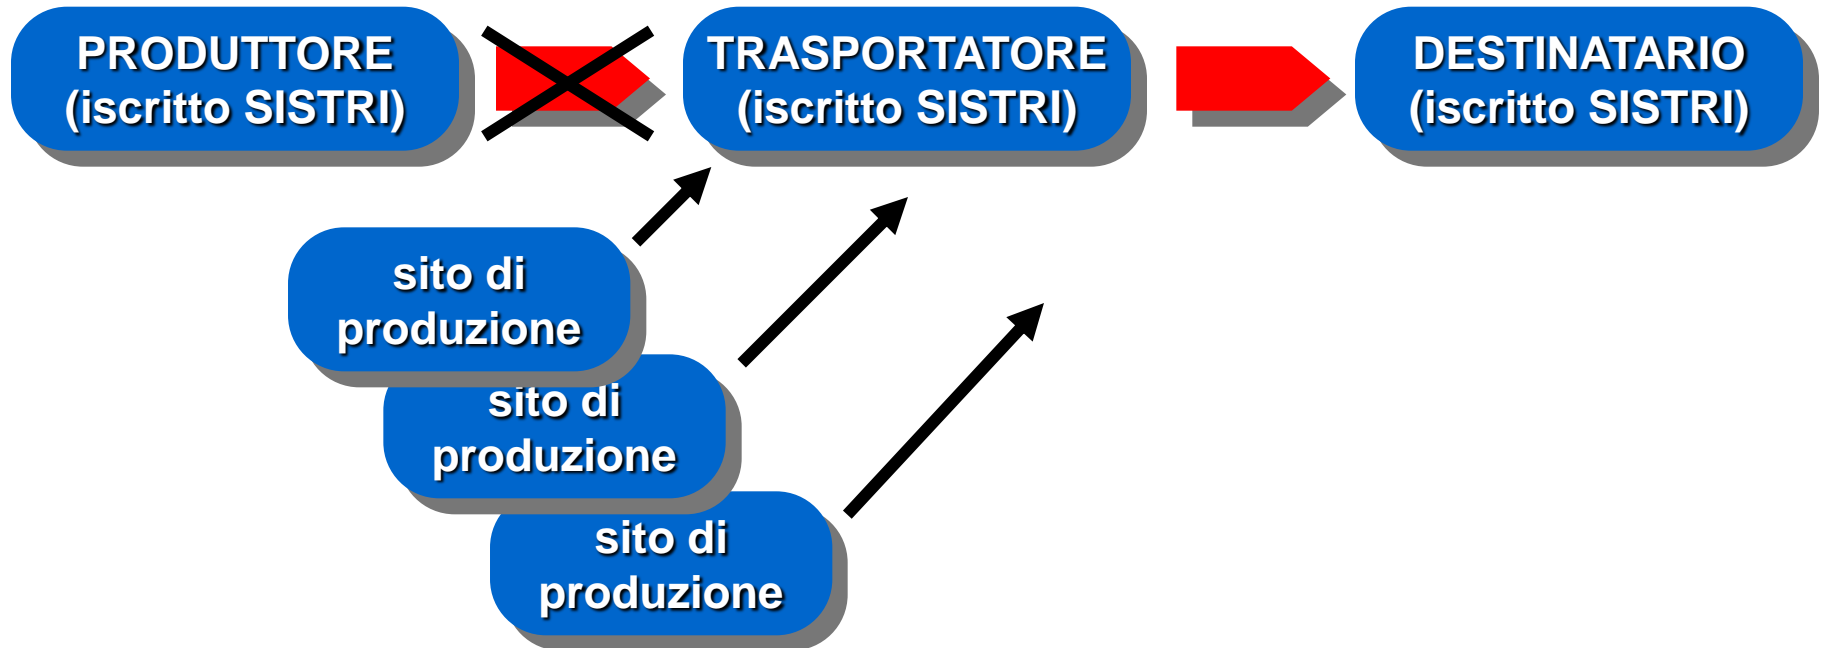 PRODUTTORE
(iscritto SISTRI)
TRASPORTATORE
(iscritto SISTRI)
DESTINATARIO
(iscritto SISTRI)
sito di
produzione
sito di
produzione
sito di
produzione